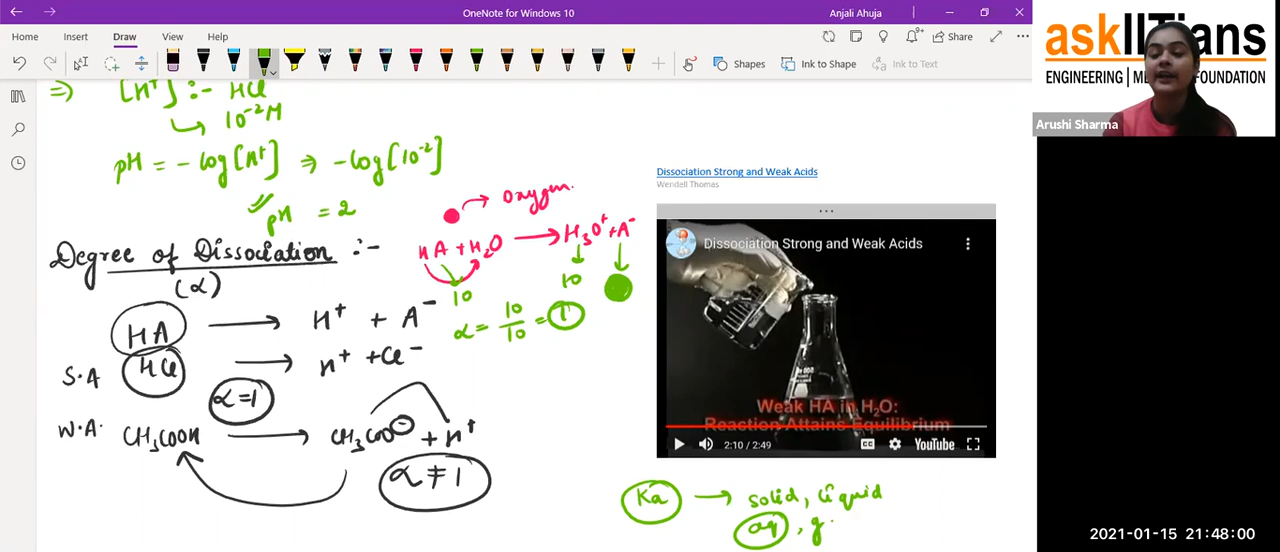 OneNote for Windows 10
Anjali Ahuja
Home Insert Draw View Help
Share
Shapes Ink to Shape Ink to Text
askIITians
ENGINEERING | ME FOUNDATION
Arushi Sharma
⇒ [H+] :- HCl
10⁻² M
pH = - log [H+] ⇒ - log [10⁻²]
pH = 2
Oxygen.
HA + H₂O → H₃O⁺ + A⁻
10 10
α = 10/10 = 1
Degree of Dissociation :-
(α)
HA → H⁺ + A⁻
S.A HCl → H⁺ + Cl⁻
α = 1
W.A. CH₃COOH → CH₃COO⊖ + H⁺
α ≠ 1
Dissociation Strong and Weak Acids
Wendell Thomas
Dissociation Strong and Weak Acids
Weak HA in H₂O:
Reaction Attains Equilibrium
2:10 / 2:49
CC YouTube
Ka → solid, liquid
aq, g.
2021-01-15 21:48:00